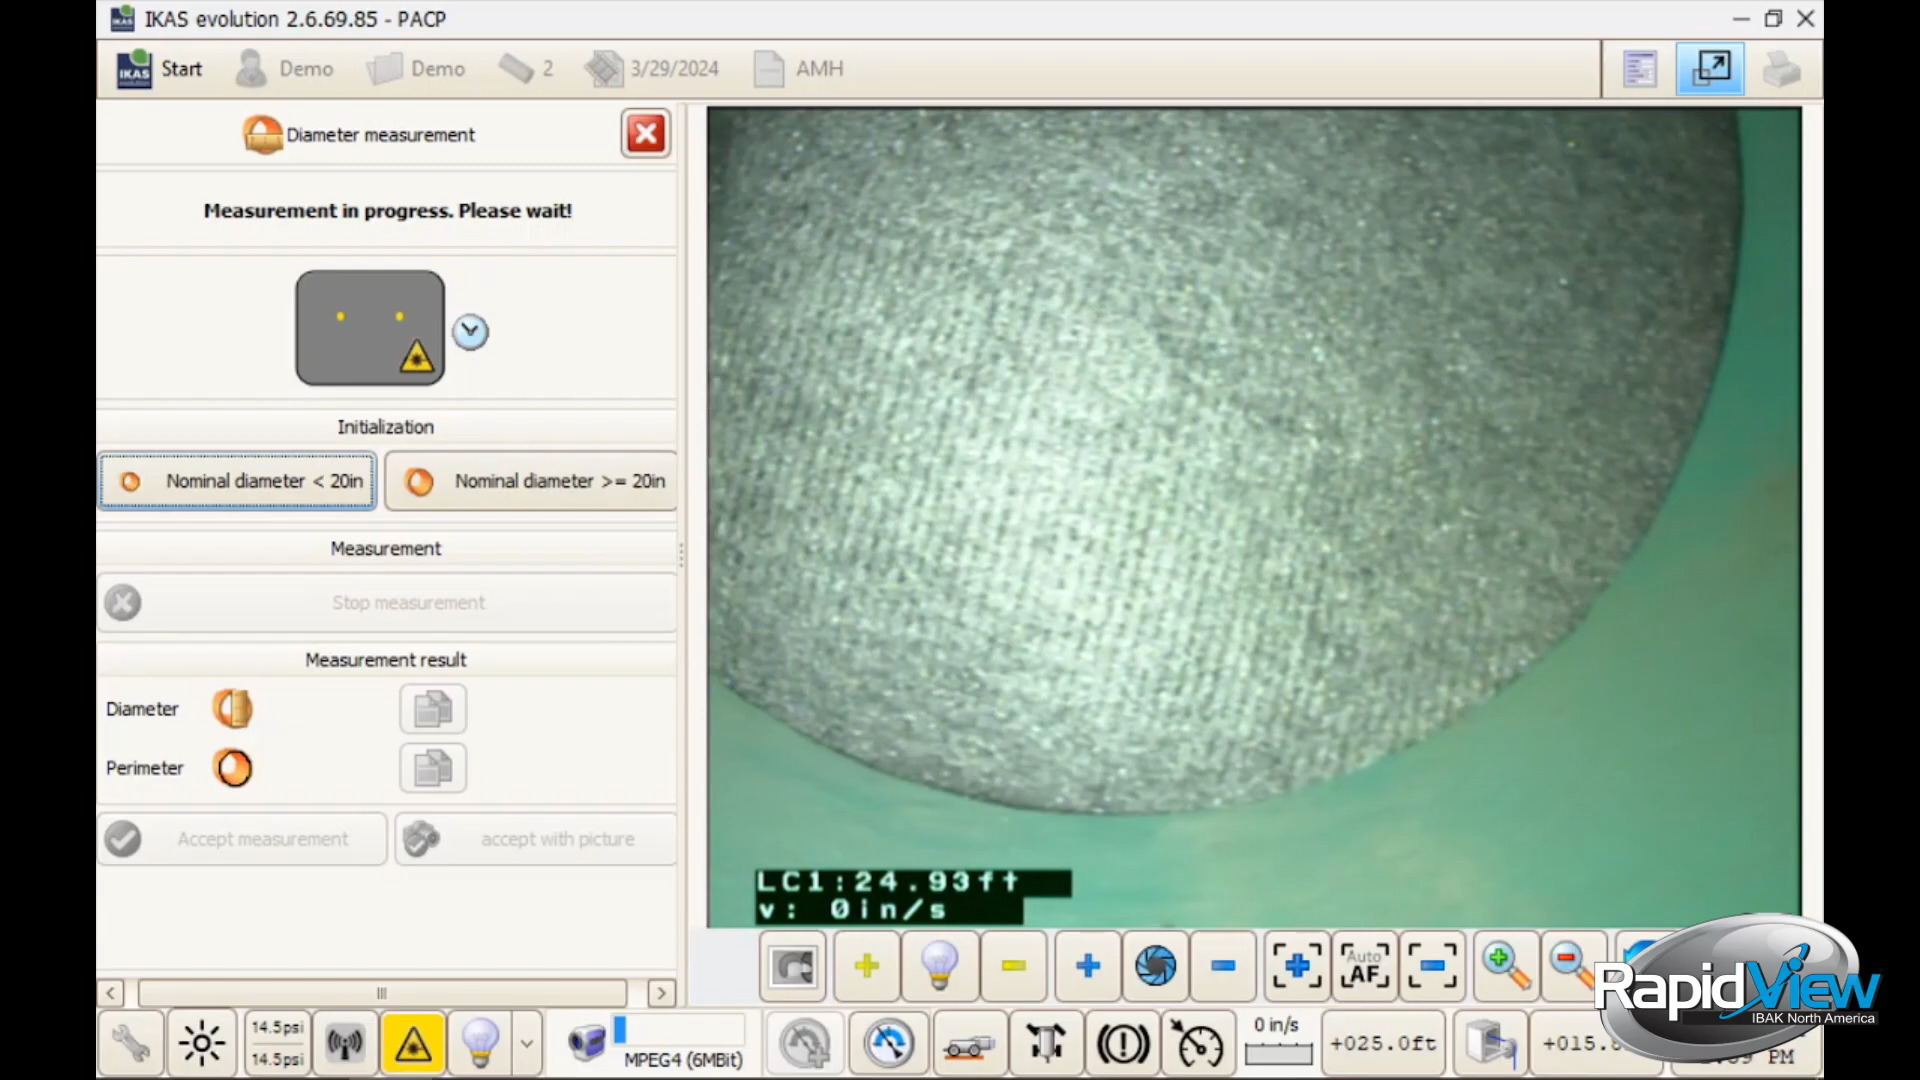 IKAS evolution 2.6.69.85 - PACP
IKAS Start Demo Demo 2 3/29/2024 AMH
Diameter measurement
Measurement in progress. Please wait!
Initialization
Nominal diameter < 20in Nominal diameter >= 20in
Measurement
Stop measurement
Measurement result
Diameter
Perimeter
Accept measurement accept with picture
LC1:24.93ft
v: 0in/s
Auto
AF
14.5psi
14.5psi
MPEG4 (6MBit)
0 in/s
+025.0ft
PM
RapidView
IBAK North America